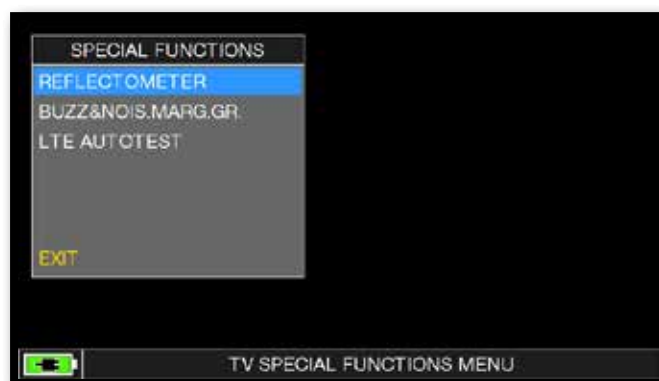 SPECIAL FUNCTIONS
REFLECTOMETER
BUZZ&NOIS.MARG.GR.
LTE AUTOTEST
EXIT
TV SPECIAL FUNCTIONS MENU